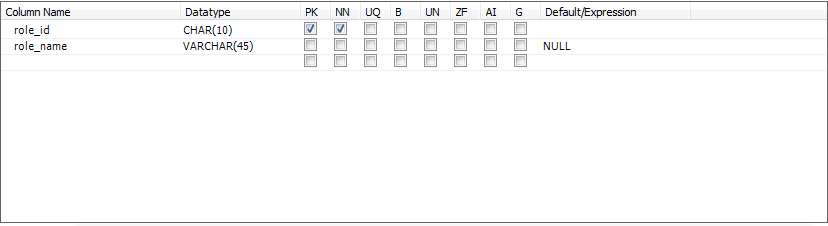 Column Name Datatype PK NN UQ B UN ZF AI G Default/Expression
role_id CHAR(10)
role_name VARCHAR(45) NULL